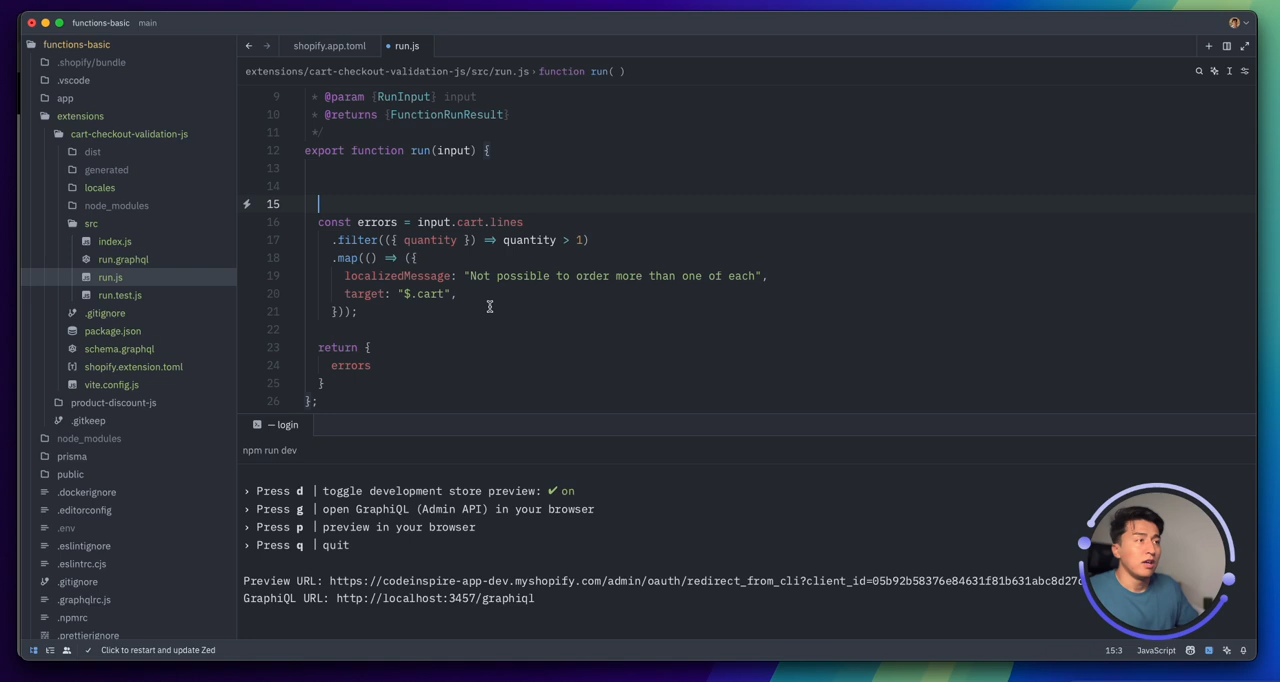 functions-basic main
functions-basic
.shopify/bundle
.vscode
app
extensions
cart-checkout-validation-js
dist
generated
locales
node_modules
src
index.js
run.graphql
run.js
run.test.js
.gitignore
package.json
schema.graphql
shopify.extension.toml
vite.config.js
product-discount-js
.gitkeep
node_modules
prisma
public
.dockerignore
.editorconfig
.env
.eslintignore
.eslintrc.cjs
.gitignore
.graphqlrc.js
.npmrc
.prettierignore
shopify.app.toml run.js
extensions/cart-checkout-validation-js/src/run.js › function run( )
9 * @param {RunInput} input
10 * @returns {FunctionRunResult}
11 */
12 export function run(input) {
13
14
15
16 const errors = input.cart.lines
17 .filter(({ quantity }) => quantity > 1)
18 .map(() => ({
19 localizedMessage: "Not possible to order more than one of each",
20 target: "$.cart",
21 }));
22
23 return {
24 errors
25 }
26 };
— login
npm run dev
› Press d | toggle development store preview: ✔ on
› Press g | open GraphiQL (Admin API) in your browser
› Press p | preview in your browser
› Press q | quit
Preview URL: https://codeinspire-app-dev.myshopify.com/admin/oauth/redirect_from_cli?client_id=05b92b58376e84631f81b631abc8d27
GraphiQL URL: http://localhost:3457/graphiql
✓ Click to restart and update Zed
15:3 JavaScript